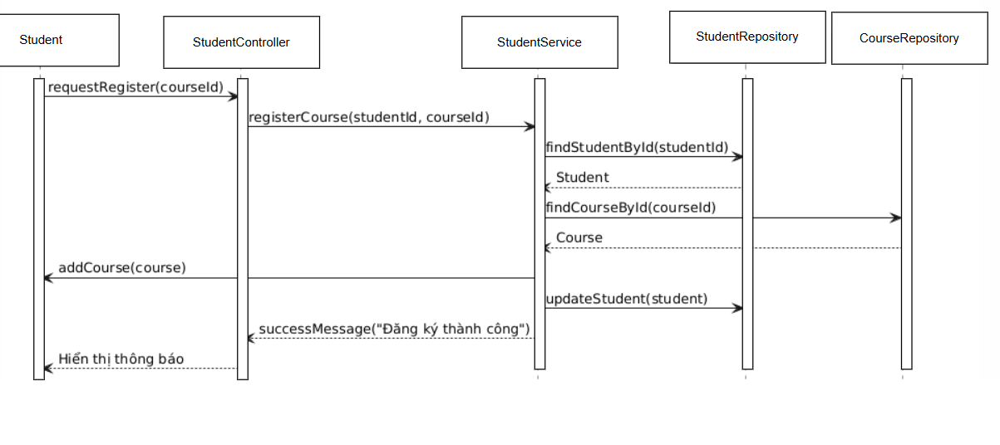 Student
StudentController
StudentService
StudentRepository
CourseRepository
requestRegister(courseId)
registerCourse(studentId, courseId)
findStudentById(studentId)
Student
findCourseById(courseId)
Course
addCourse(course)
updateStudent(student)
successMessage("Đăng ký thành công")
Hiển thị thông báo